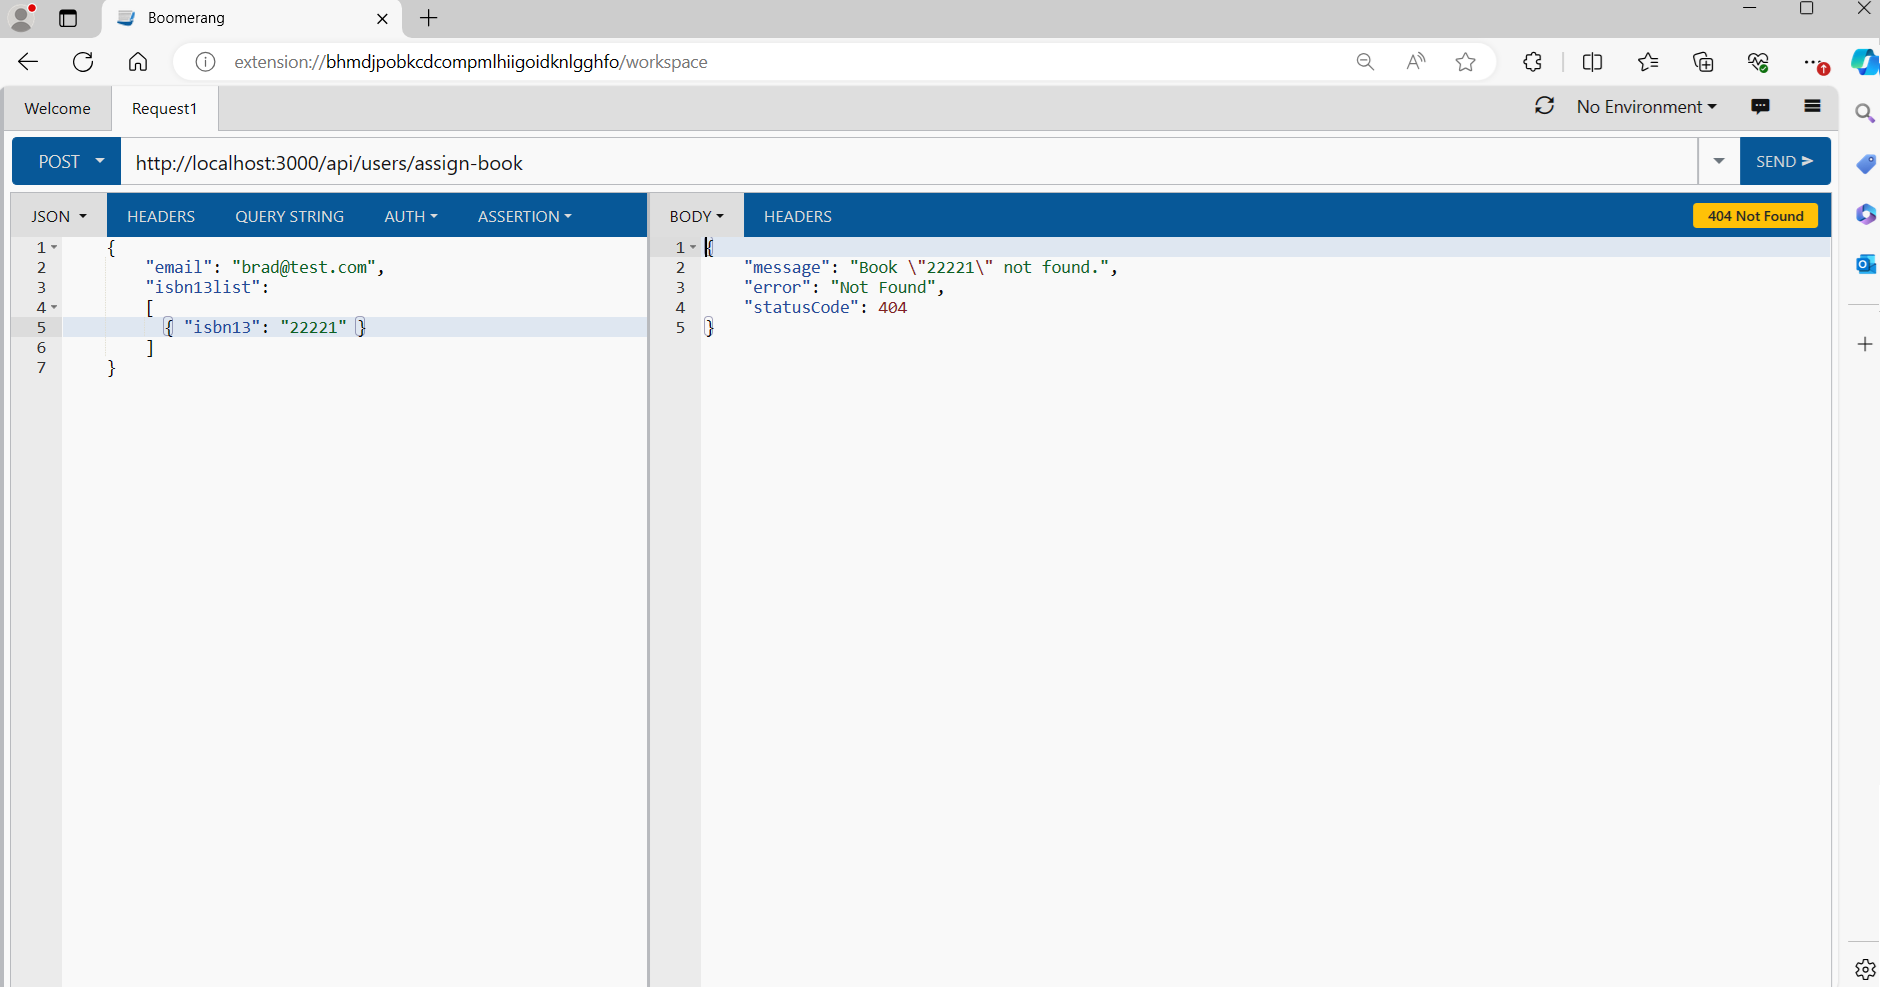 Boomerang
extension://bhmdjpobkcdcompmlhiigoidknlgghfo/workspace
Welcome
Request1
No Environment
POST
http://localhost:3000/api/users/assign-book
SEND
JSON
HEADERS
QUERY STRING
AUTH
ASSERTION
1 {
2 "email": "brad@test.com",
3 "isbn13list":
4 [
5 { "isbn13": "22221" }
6 ]
7 }
BODY
HEADERS
404 Not Found
1 {
2 "message": "Book \"22221\" not found.",
3 "error": "Not Found",
4 "statusCode": 404
5 }